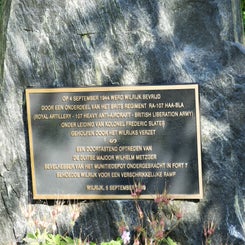 OP 4 SEPTEMBER 1944 WERD WILRIJK BEVRIJD
DOOR EEN ONDERDEEL VAN HET BRITS REGIMENT RA-107 HAA-BLA
(ROYAL ARTILLERY - 107 HEAVY ANTI-AIRCRAFT - BRITISH LIBERATION ARMY)
ONDER LEIDING VAN KOLONEL FREDERIC SLATER
GEHOLPEN DOOR HET WILRIJKS VERZET
EEN DOORTASTEND OPTREDEN VAN
DE DUITSE MAJOOR WILHELM METZGER
BEVELHEBBER VAN HET MUNITIEDEPOT ONDERGEBRACHT IN FORT 7
BEHOEDDE WILRIJK VOOR EEN VERSCHRIKKELIJKE RAMP
WILRIJK, 5 SEPTEMBER